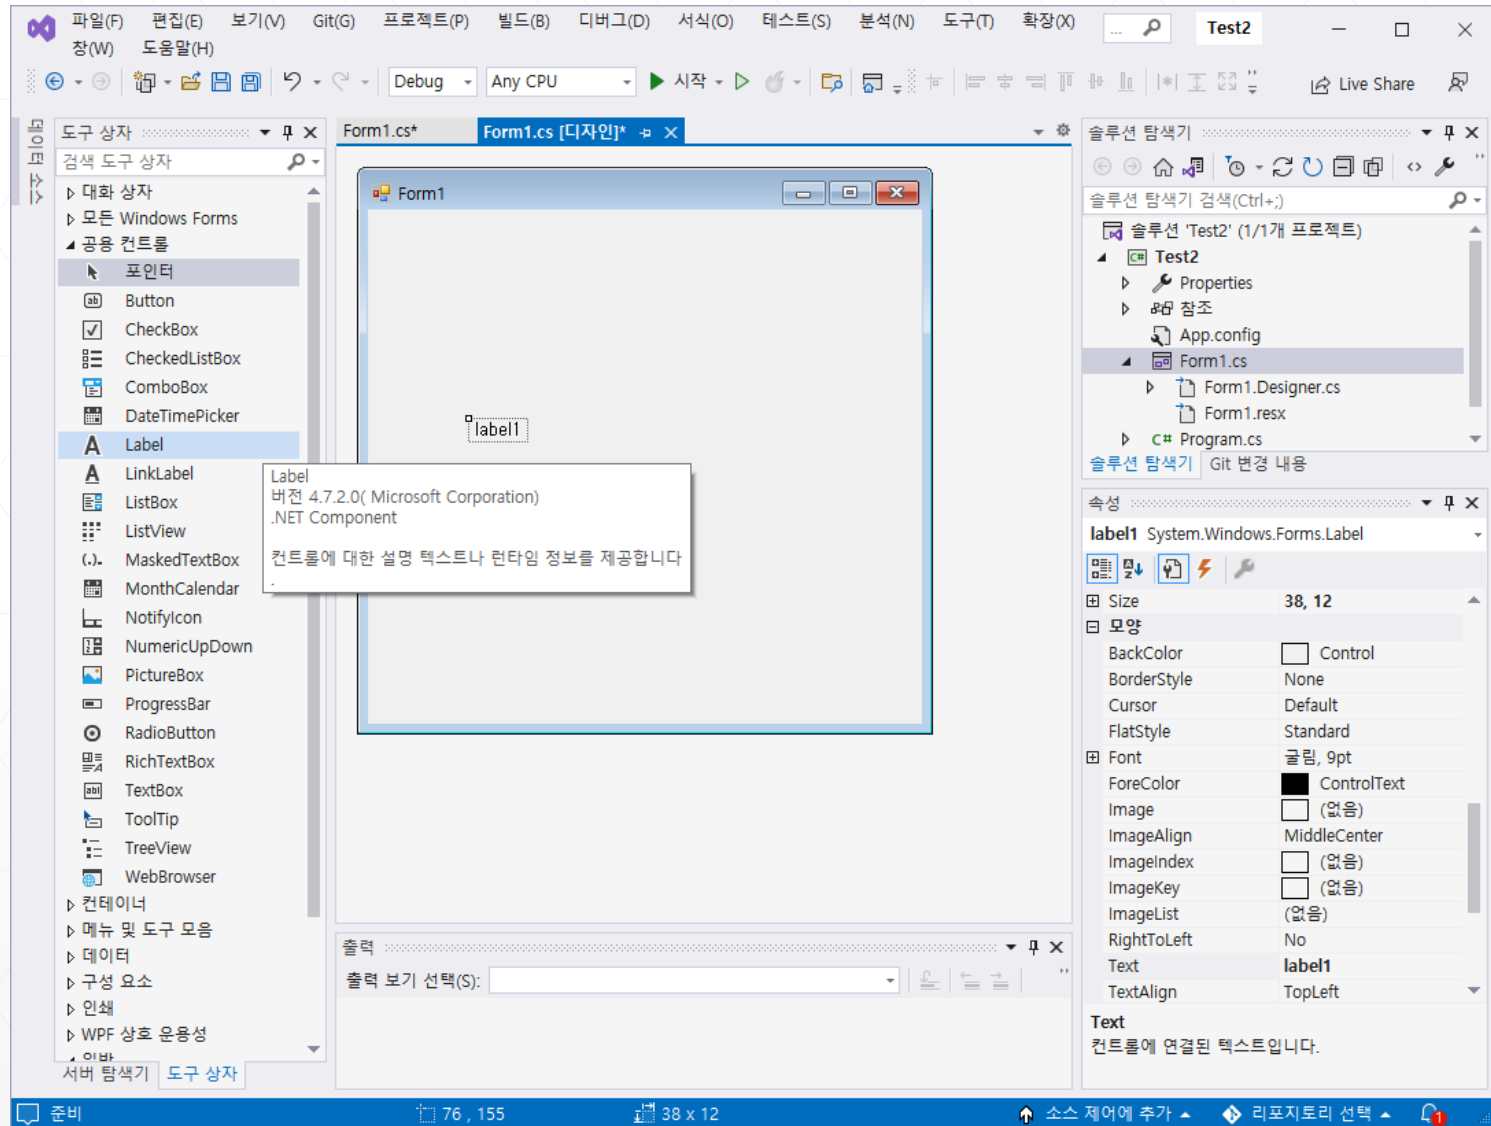 파일(F) 편집(E) 보기(V) Git(G) 프로젝트(P) 빌드(B) 디버그(D) 서식(O) 테스트(S) 분석(N) 도구(T) 확장(X) ... Test2
창(W) 도움말(H)
Debug Any CPU 시작 Live Share
데이터 소스
도구 상자
검색 도구 상자
대화 상자
모든 Windows Forms
공용 컨트롤
포인터
Button
CheckBox
CheckedListBox
ComboBox
DateTimePicker
Label
LinkLabel
ListBox
ListView
MaskedTextBox
MonthCalendar
NotifyIcon
NumericUpDown
PictureBox
ProgressBar
RadioButton
RichTextBox
TextBox
ToolTip
TreeView
WebBrowser
컨테이너
메뉴 및 도구 모음
데이터
구성 요소
인쇄
WPF 상호 운용성
일반
서버 탐색기 도구 상자
Form1.cs* Form1.cs [디자인]*
Form1
label1
Label
버전 4.7.2.0( Microsoft Corporation)
.NET Component
컨트롤에 대한 설명 텍스트나 런타임 정보를 제공합니다
.
출력
출력 보기 선택(S):
솔루션 탐색기
솔루션 탐색기 검색(Ctrl+;)
솔루션 'Test2' (1/1개 프로젝트)
C# Test2
Properties
참조
App.config
Form1.cs
Form1.Designer.cs
Form1.resx
C# Program.cs
솔루션 탐색기 Git 변경 내용
속성
label1 System.Windows.Forms.Label
Size 38, 12
모양
BackColor Control
BorderStyle None
Cursor Default
FlatStyle Standard
Font 굴림, 9pt
ForeColor ControlText
Image (없음)
ImageAlign MiddleCenter
ImageIndex (없음)
ImageKey (없음)
ImageList (없음)
RightToLeft No
Text label1
TextAlign TopLeft
Text
컨트롤에 연결된 텍스트입니다.
준비 76 , 155 38 x 12 소스 제어에 추가 리포지토리 선택 1